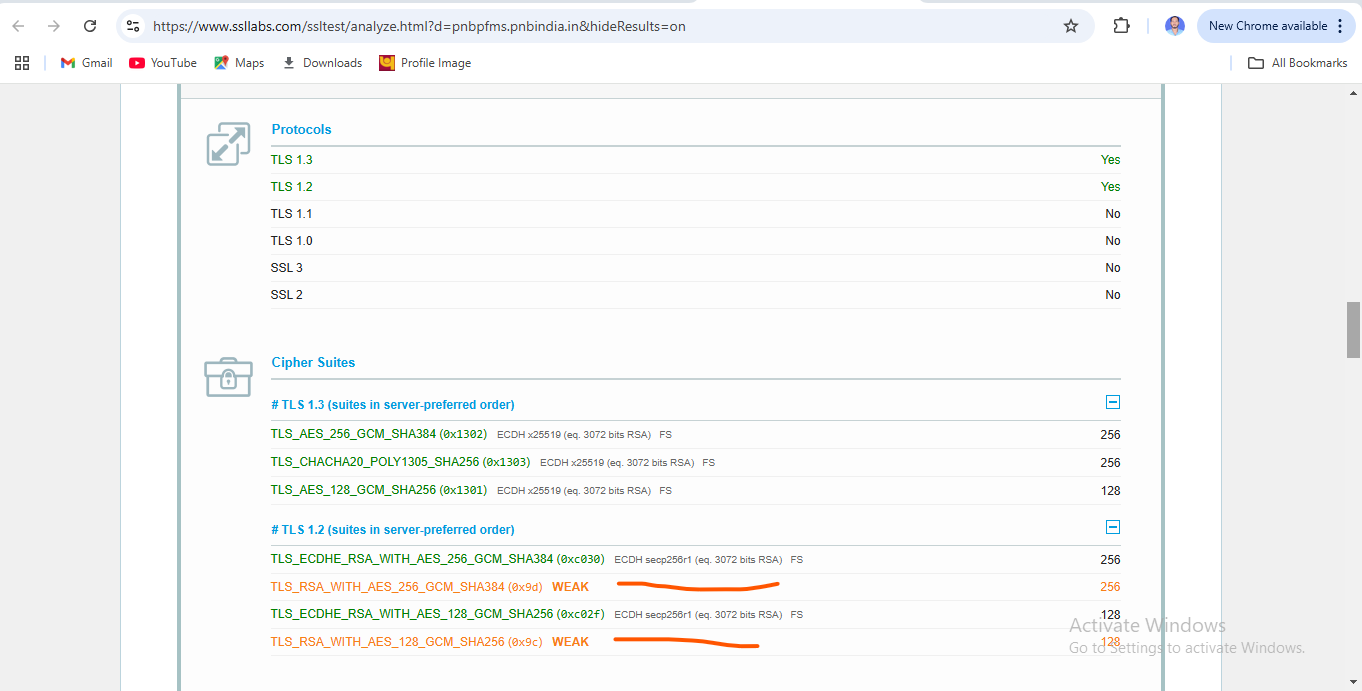 https://www.ssllabs.com/ssltest/analyze.html?d=pnbpfms.pnbindia.in&hideResults=on
New Chrome available
Gmail YouTube Maps Downloads Profile Image All Bookmarks
Protocols
TLS 1.3 Yes
TLS 1.2 Yes
TLS 1.1 No
TLS 1.0 No
SSL 3 No
SSL 2 No
Cipher Suites
# TLS 1.3 (suites in server-preferred order)
TLS_AES_256_GCM_SHA384 (0x1302) ECDH x25519 (eq. 3072 bits RSA) FS 256
TLS_CHACHA20_POLY1305_SHA256 (0x1303) ECDH x25519 (eq. 3072 bits RSA) FS 256
TLS_AES_128_GCM_SHA256 (0x1301) ECDH x25519 (eq. 3072 bits RSA) FS 128
# TLS 1.2 (suites in server-preferred order)
TLS_ECDHE_RSA_WITH_AES_256_GCM_SHA384 (0xc030) ECDH secp256r1 (eq. 3072 bits RSA) FS 256
TLS_RSA_WITH_AES_256_GCM_SHA384 (0x9d) WEAK 256
TLS_ECDHE_RSA_WITH_AES_128_GCM_SHA256 (0xc02f) ECDH secp256r1 (eq. 3072 bits RSA) FS 128
TLS_RSA_WITH_AES_128_GCM_SHA256 (0x9c) WEAK 128
Activate Windows
Go to Settings to activate Windows.